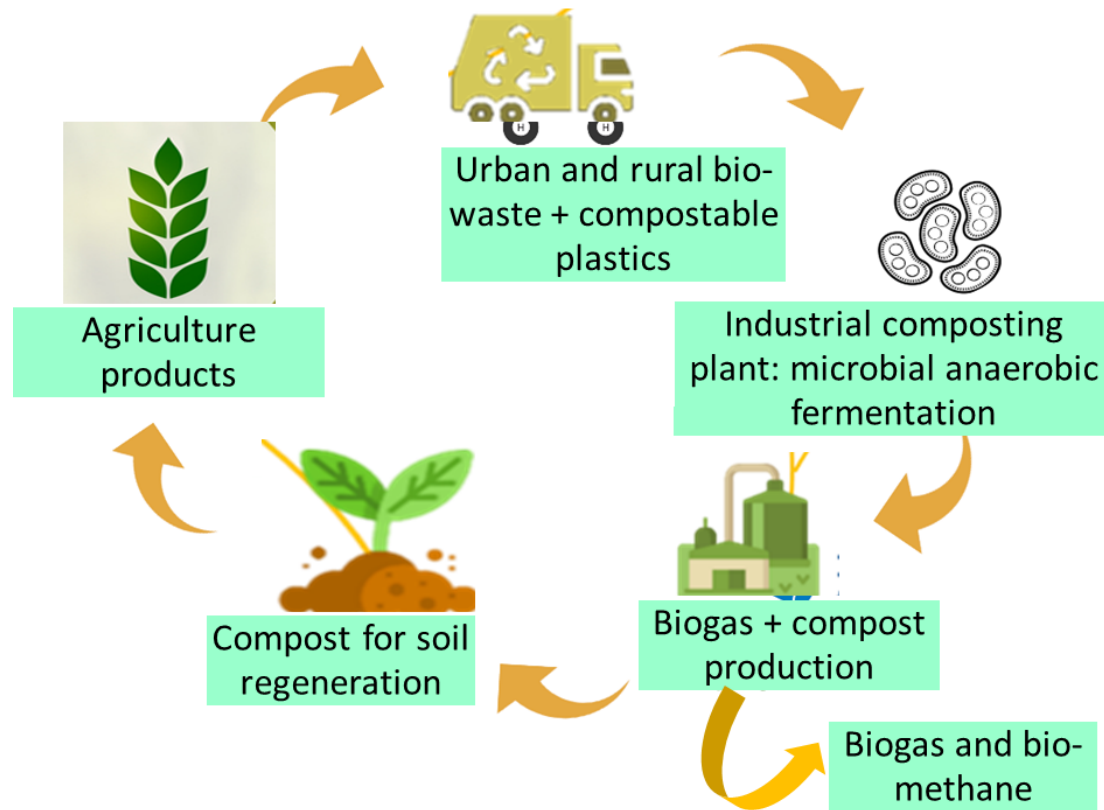 Urban and rural bio-
waste + compostable
plastics
Industrial composting
plant: microbial anaerobic
fermentation
Biogas + compost
production
Biogas and bio-
methane
Compost for soil
regeneration
Agriculture
products
H
H